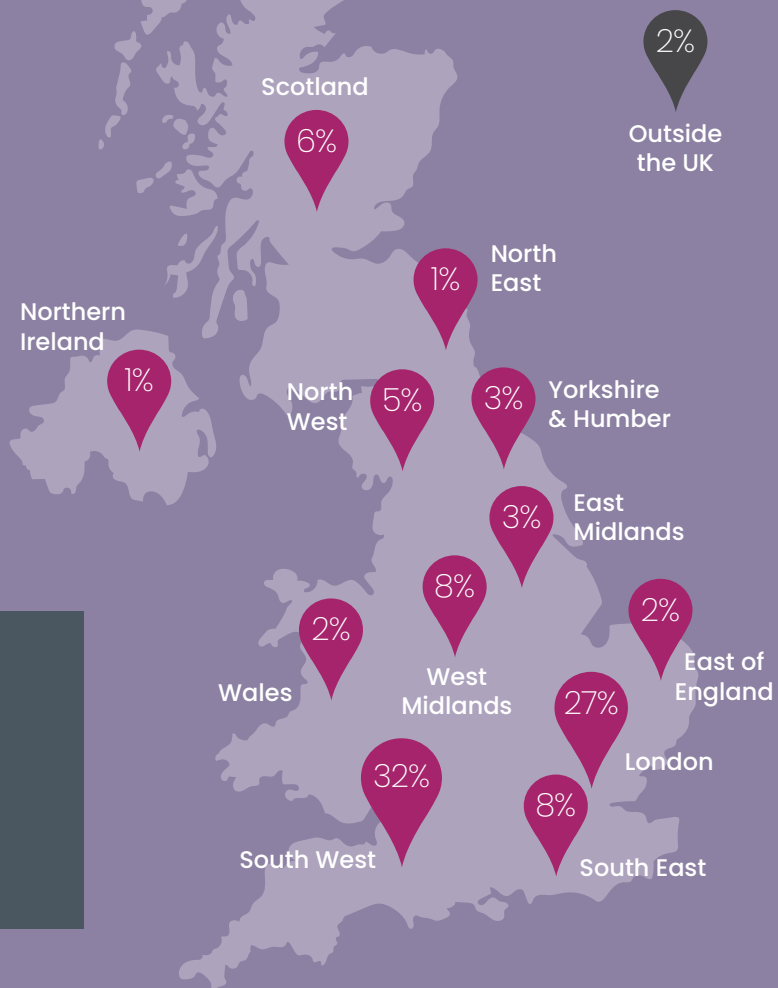 2%
Outside
the UK
Scotland
6%
North
East
1%
Northern
Ireland
1%
North
West
5%
3%
Yorkshire
& Humber
3%
East
Midlands
8%
West
Midlands
2%
Wales
2%
East of
England
27%
London
32%
South West
8%
South East